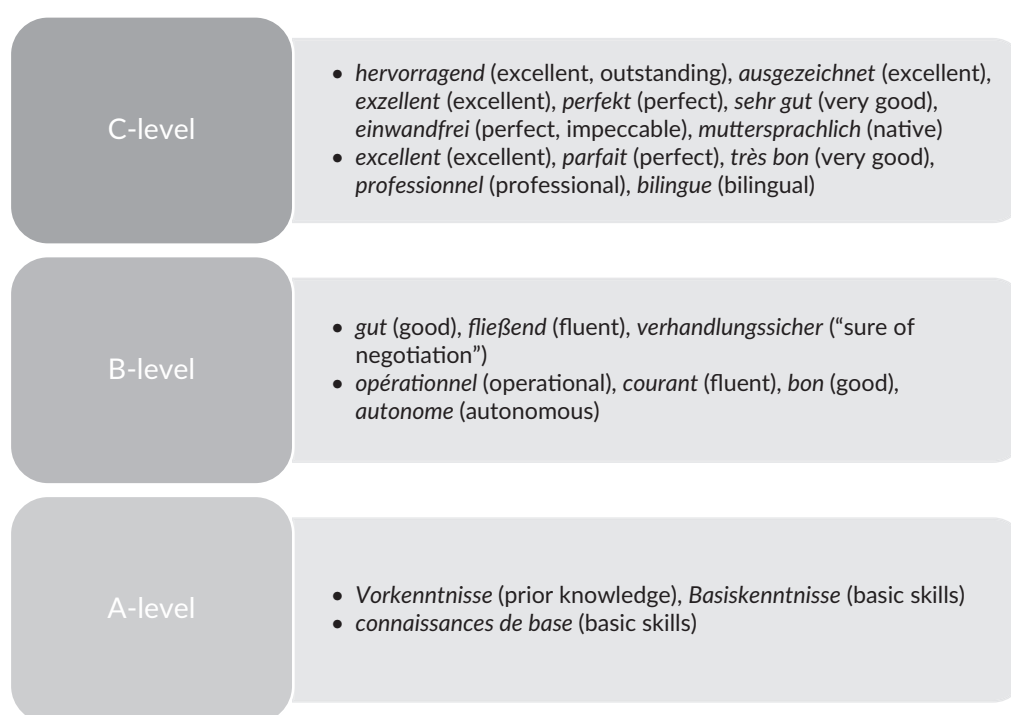 C-level
• hervorragend (excellent, outstanding), ausgezeichnet (excellent),
exzellent (excellent), perfekt (perfect), sehr gut (very good),
einwandfrei (perfect, impeccable), muttersprachlich (native)
• excellent (excellent), parfait (perfect), très bon (very good),
professionnel (professional), bilingue (bilingual)
B-level
• gut (good), fließend (fluent), verhandlungssicher (“sure of
negotiation”)
• opérationnel (operational), courant (fluent), bon (good),
autonome (autonomous)
A-level
• Vorkenntnisse (prior knowledge), Basiskenntnisse (basic skills)
• connaissances de base (basic skills)